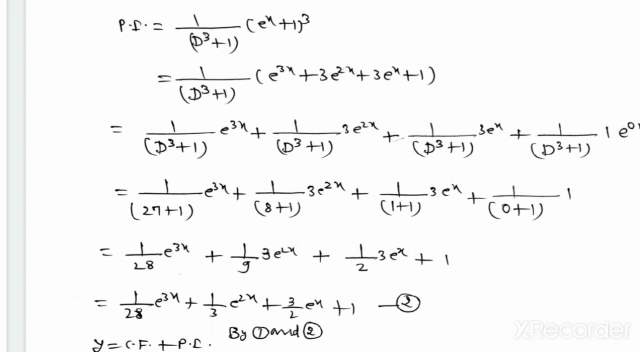 P.I. = 1/(D³+1) (eˣ+1)³
= 1/(D³+1) (e³ˣ+3e²ˣ+3eˣ+1)
= 1/(D³+1) e³ˣ + 1/(D³+1) 3e²ˣ + 1/(D³+1) 3eˣ + 1/(D³+1) 1 e⁰
= 1/(27+1) e³ˣ + 1/(8+1) 3e²ˣ + 1/(1+1) 3eˣ + 1/(0+1) 1
= 1/28 e³ˣ + 1/9 3e²ˣ + 1/2 3eˣ + 1
= 1/28 e³ˣ + 1/3 e²ˣ + 3/2 eˣ + 1 —②
y = C.F. + P.I. By ① and ②
XRecorder